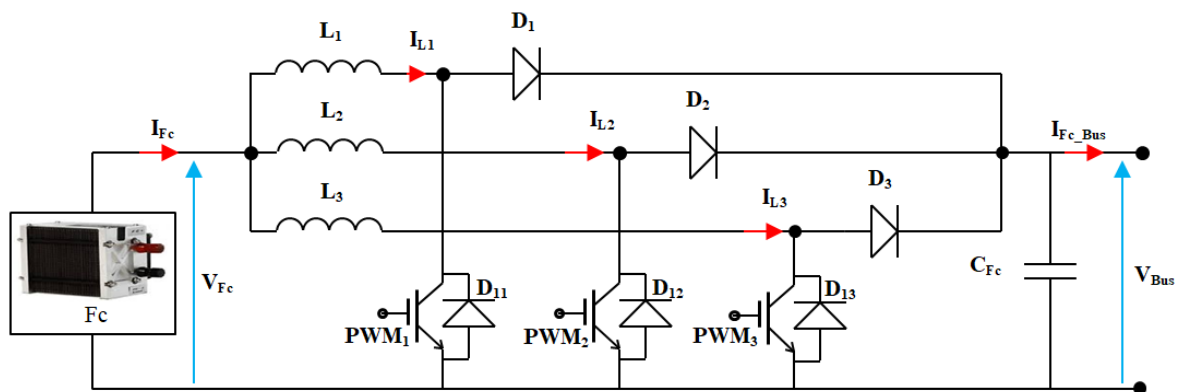 D1
L1
IL1
L2
D2
IFc
IL2
IFc_Bus
L3
D3
IL3
VFc
CFc
VBus
Fc
D11
D12
D13
PWM1
PWM2
PWM3